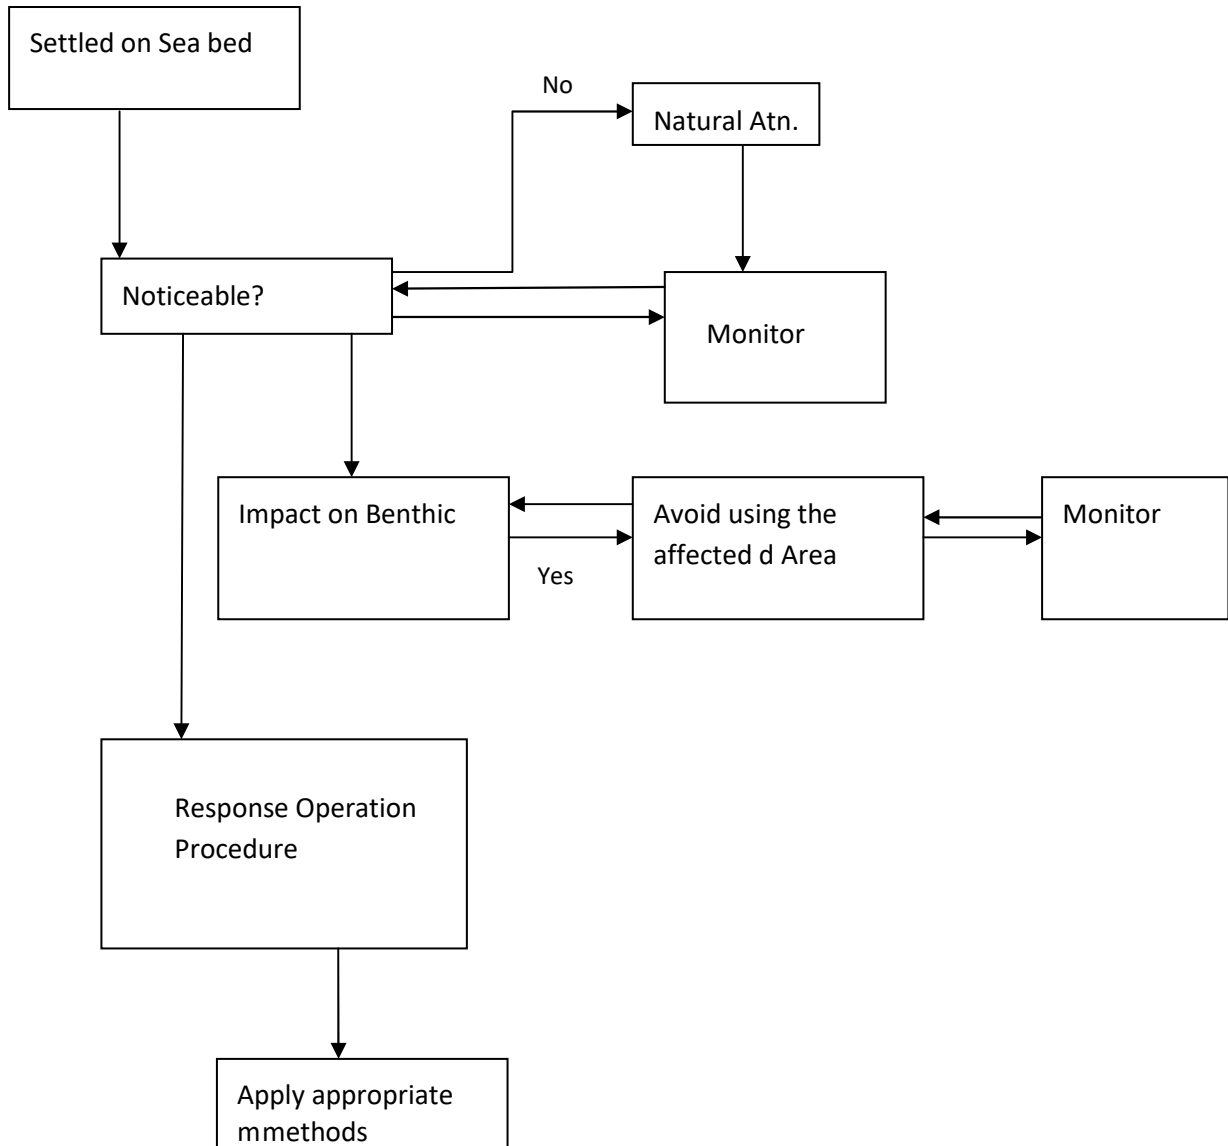 Settled on Sea bed
No
Natural Atn.
Noticeable?
Monitor
Impact on Benthic
Yes
Avoid using the
affected d Area
Monitor
Response Operation
Procedure
Apply appropriate
mmethods